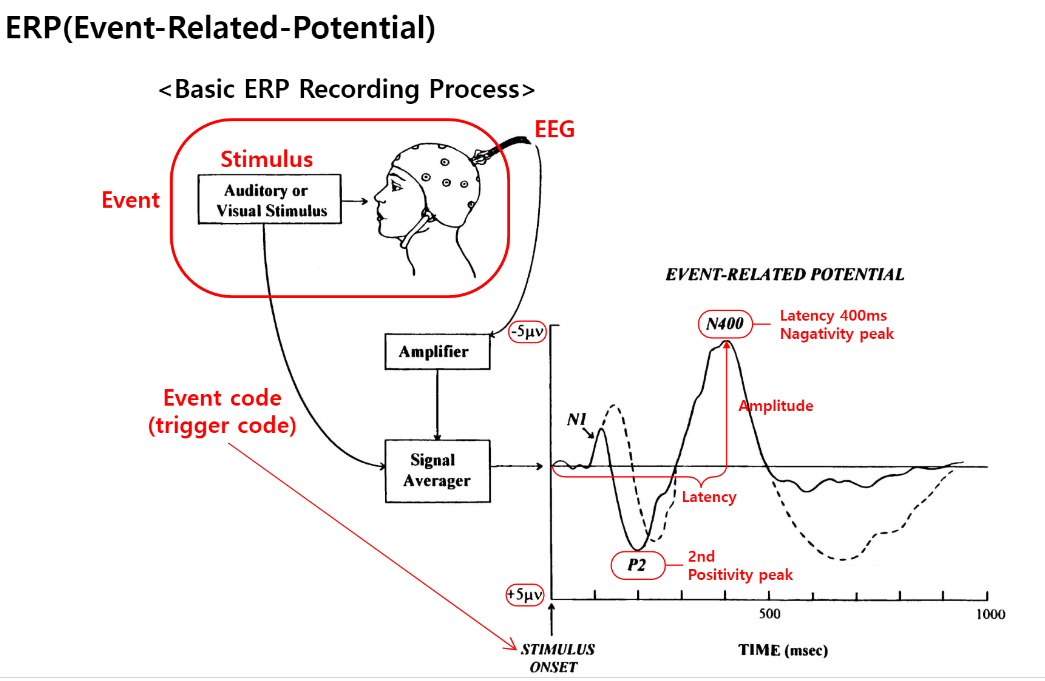 ERP(Event-Related-Potential)
<Basic ERP Recording Process>
EEG
Stimulus
Event
Auditory or
Visual Stimulus
EVENT-RELATED POTENTIAL
-5μv
N400
Latency 400ms
Nagativity peak
Amplifier
Event code
(trigger code)
Amplitude
N1
Signal
Averager
Latency
P2
2nd
Positivity peak
+5μv
500
1000
STIMULUS
ONSET
TIME (msec)